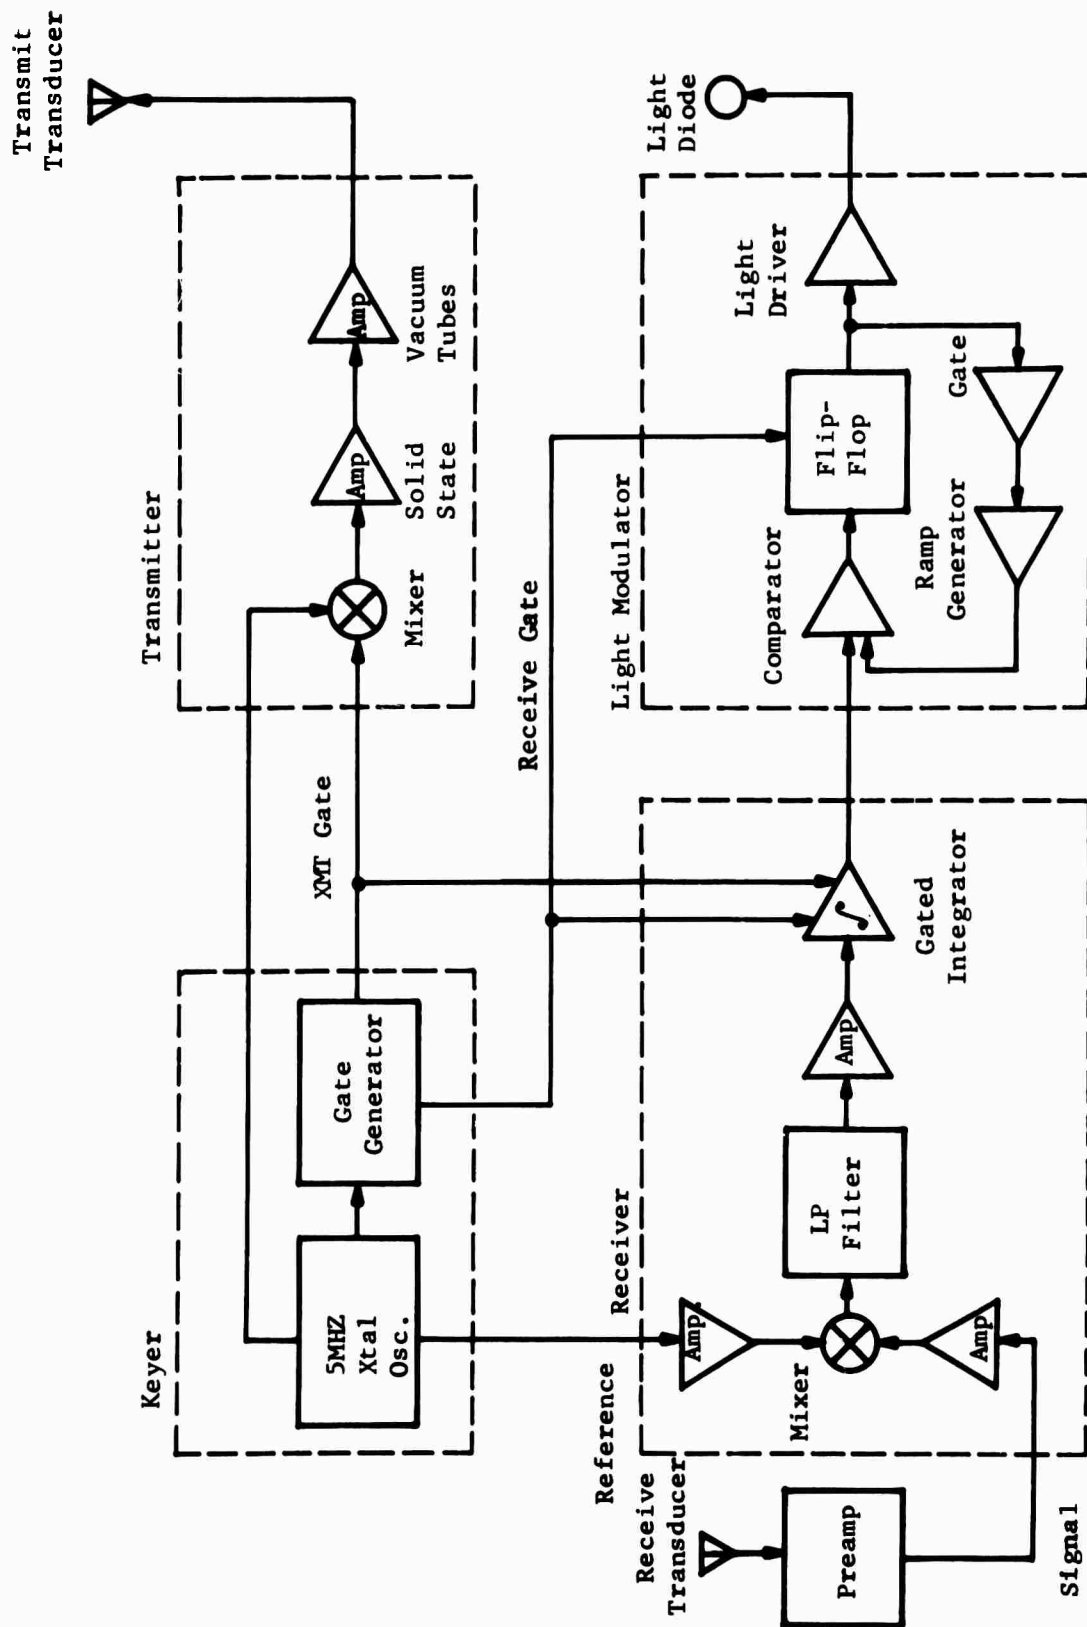 Transmit
Transducer
Transmitter
Amp
Vacuum
Tubes
Amp
Solid
State
Mixer
XMT Gate
Keyer
Gate
Generator
5MHZ
Xtal
Osc.
Receive Gate
Light
Diode
Light Modulator
Light
Driver
Flip-
Flop
Gate
Ramp
Generator
Comparator
Receiver
Gated
Integrator
Amp
LP
Filter
Mixer
Amp.
Amp
Reference
Receive
Transducer
Preamp
Signal